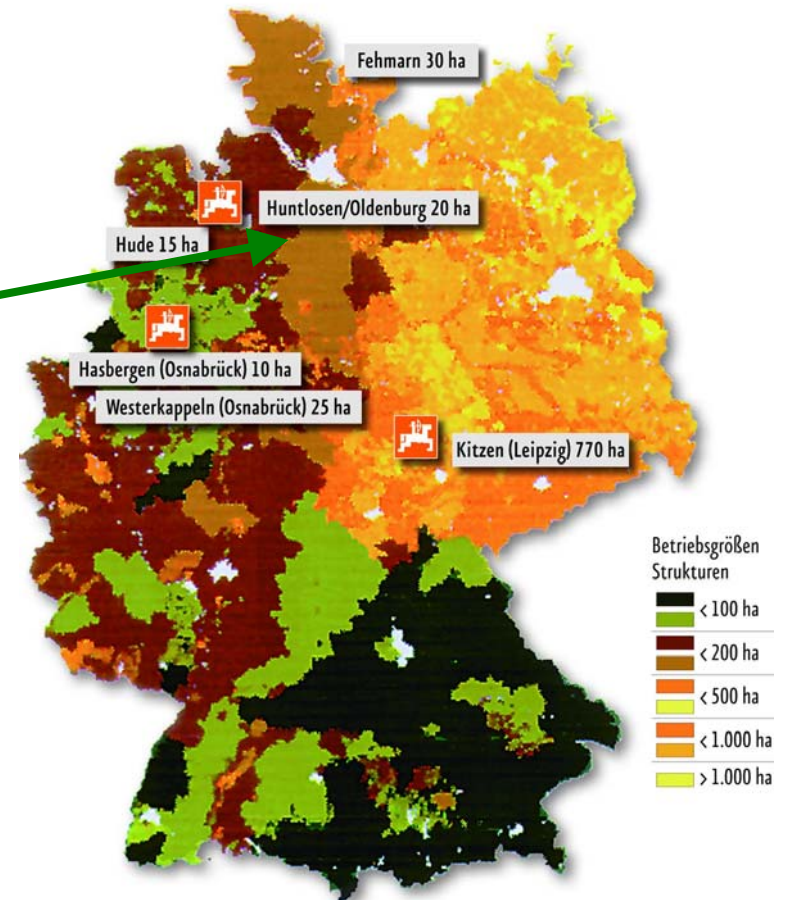 Fehmarn 30 ha
Huntlosen/Oldenburg 20 ha
Hude 15 ha
Hasbergen (Osnabrück) 10 ha
Westerkappeln (Osnabrück) 25 ha
Kitzen (Leipzig) 770 ha
Betriebsgrößen
Strukturen
< 100 ha
< 200 ha
< 500 ha
< 1.000 ha
> 1.000 ha